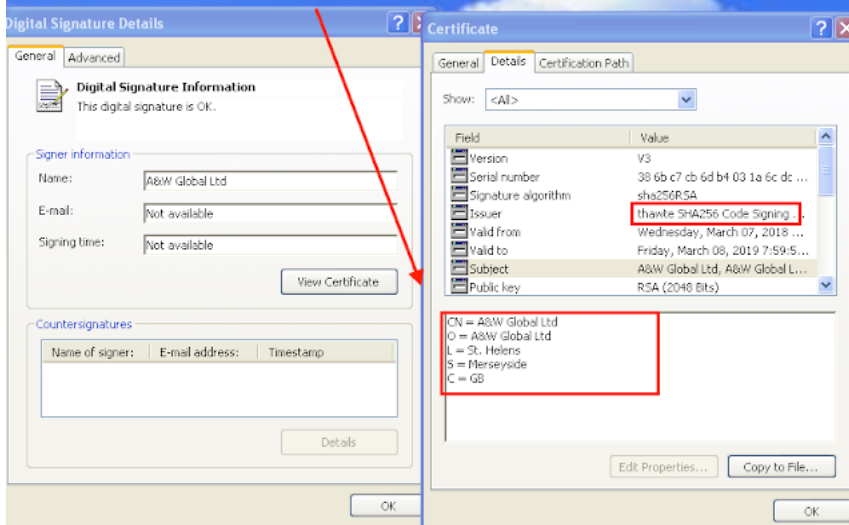 Digital Signature Details
General Advanced
Digital Signature Information
This digital signature is OK.
Signer information
Name: A&W Global Ltd
E-mail: Not available
Signing time: Not available
View Certificate
Countersignatures
Name of signer: E-mail address: Timestamp
Details
OK
Certificate
General Details Certification Path
Show: <All>
Field Value
Version V3
Serial number 38 6b c7 cb 6d b4 03 1a 6c dc ...
Signature algorithm sha256RSA
Issuer thawte SHA256 Code Signing ...
Valid from Wednesday, March 07, 2018 ...
Valid to Friday, March 08, 2019 7:59:5...
Subject A&W Global Ltd, A&W Global L...
Public key RSA (2048 Bits)
CN = A&W Global Ltd
O = A&W Global Ltd
L = St. Helens
S = Merseyside
C = GB
Edit Properties... Copy to File...
OK